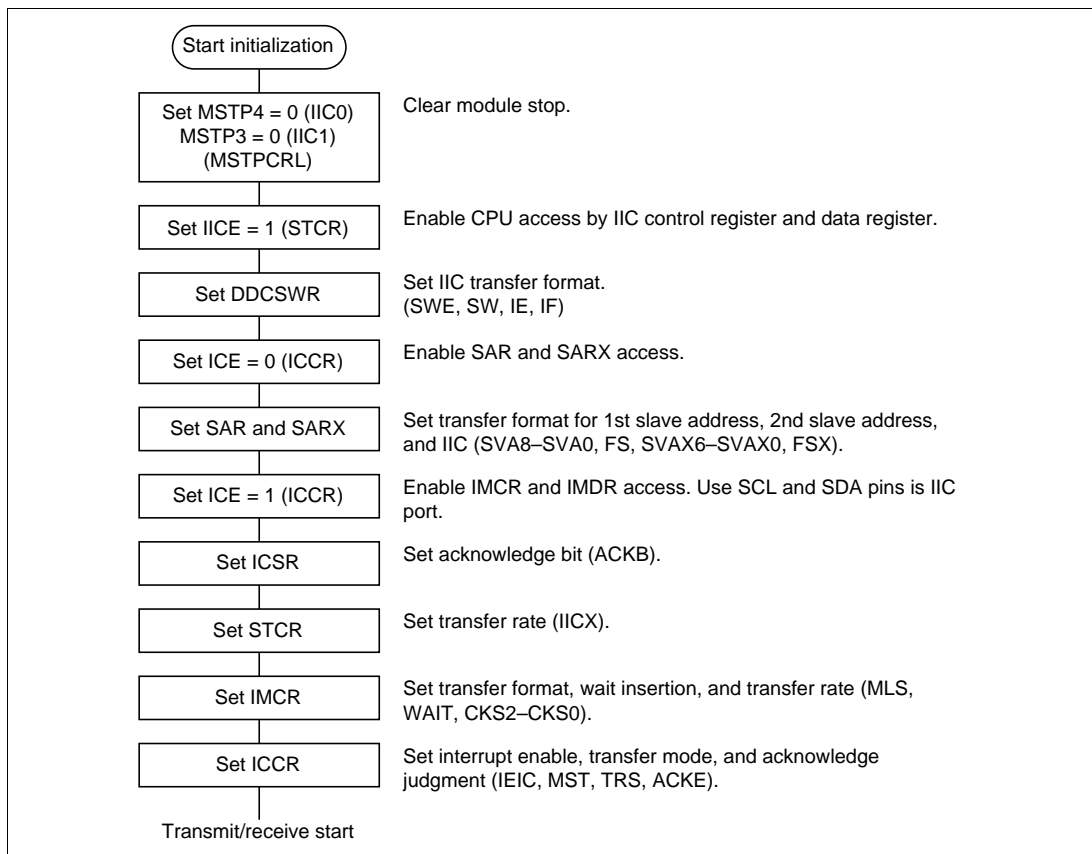 Start initialization
Set MSTP4 = 0 (IIC0)
MSTP3 = 0 (IIC1)
(MSTPCRL)
Clear module stop.
Set IICE = 1 (STCR)
Enable CPU access by IIC control register and data register.
Set DDCSWR
Set IIC transfer format.
(SWE, SW, IE, IF)
Set ICE = 0 (ICCR)
Enable SAR and SARX access.
Set SAR and SARX
Set transfer format for 1st slave address, 2nd slave address,
and IIC (SVA8–SVA0, FS, SVAX6–SVAX0, FSX).
Set ICE = 1 (ICCR)
Enable IMCR and IMDR access. Use SCL and SDA pins is IIC
port.
Set ICSR
Set acknowledge bit (ACKB).
Set STCR
Set transfer rate (IICX).
Set IMCR
Set transfer format, wait insertion, and transfer rate (MLS,
WAIT, CKS2–CKS0).
Set ICCR
Set interrupt enable, transfer mode, and acknowledge
judgment (IEIC, MST, TRS, ACKE).
Transmit/receive start